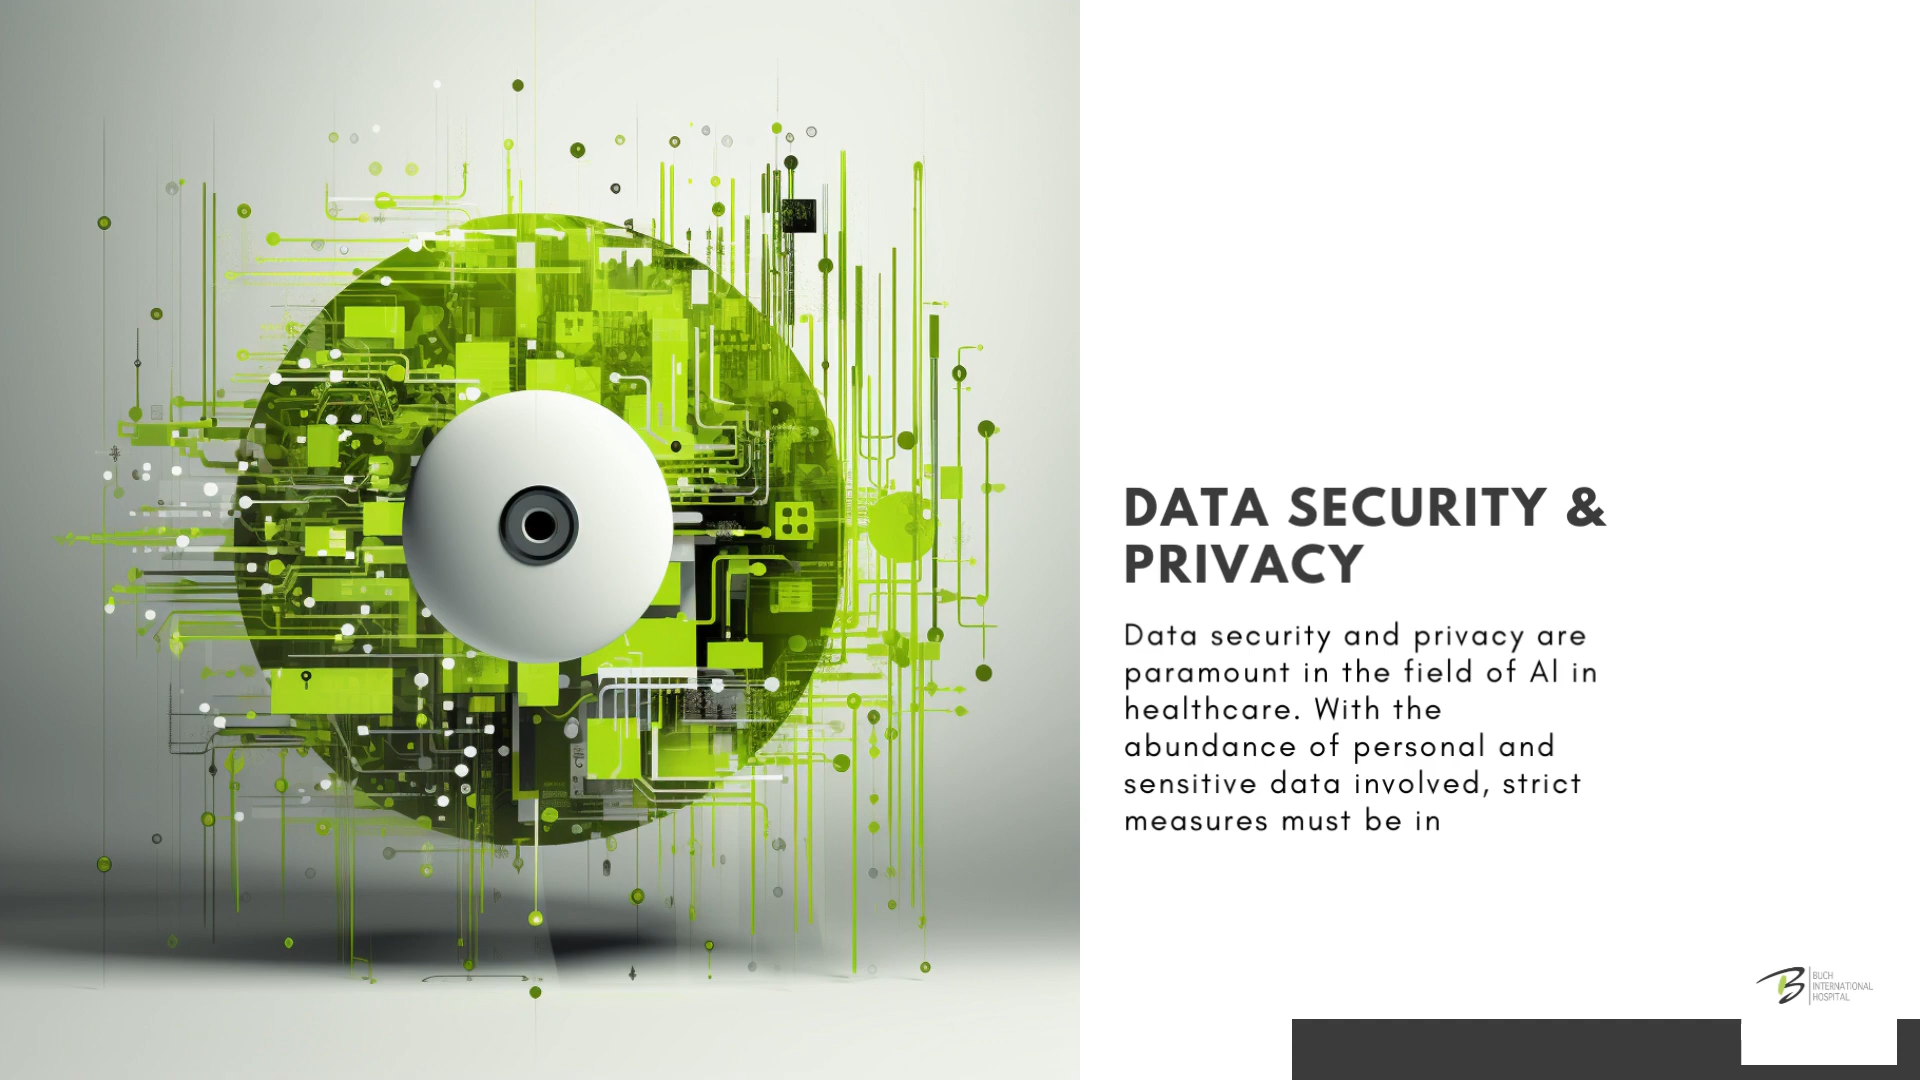 DATA SECURITY &
PRIVACY
Data security and privacy are
paramount in the field of AI in
healthcare. With the
abundance of personal and
sensitive data involved, strict
measures must be in
BUCH
INTERNATIONAL
HOSPITAL